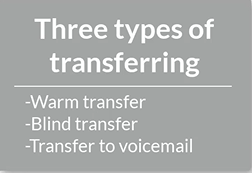 Three types of
transferring
-Warm transfer
-Blind transfer
-Transfer to voicemail